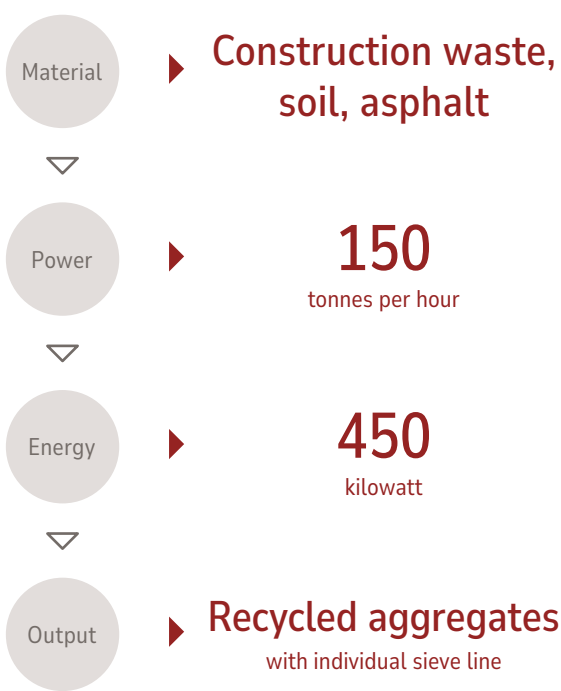 Material
Construction waste,
soil, asphalt
Power
150
tonnes per hour
Energy
450
kilowatt
Output
Recycled aggregates
with individual sieve line